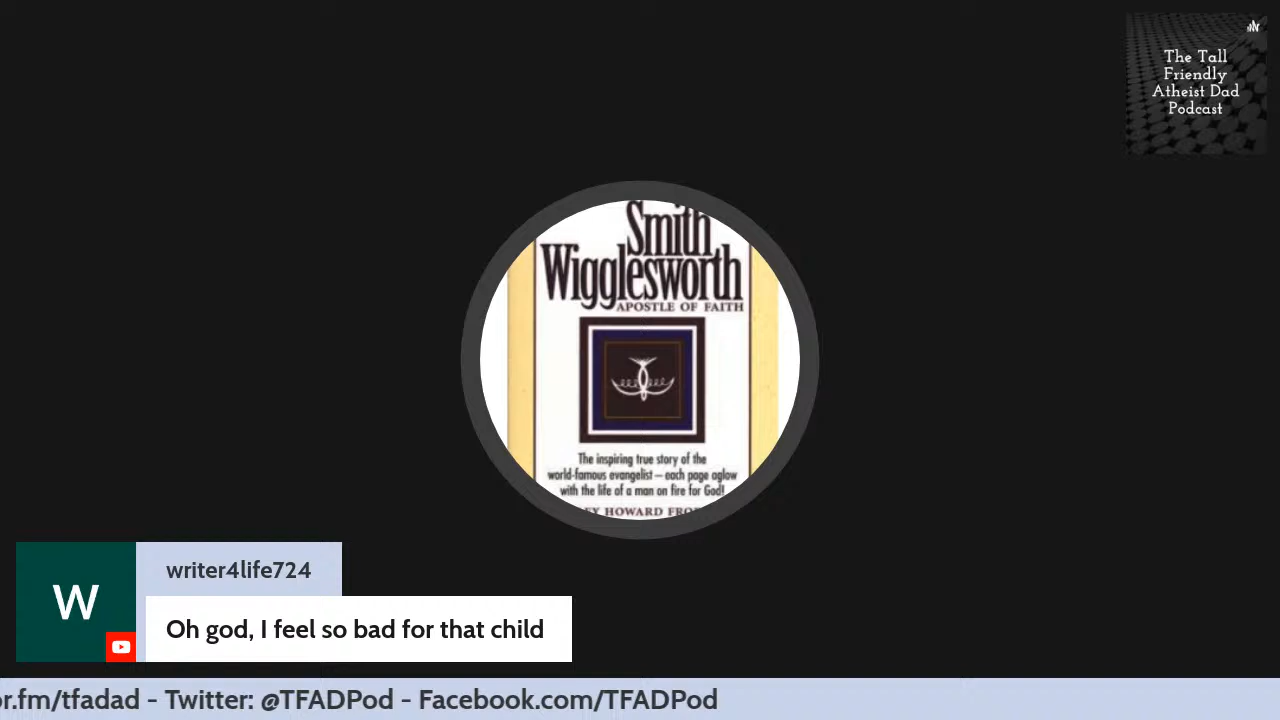 The Tall
Friendly
Atheist Dad
Podcast
Smith
Wigglesworth
APOSTLE OF FAITH
The inspiring true story of the
world-famous evangelist – each page aglow
with the life of a man on fire for God!
HOWARD
W
writer4life724
Oh god, I feel so bad for that child
r.fm/tfadad - Twitter: @TFADPod - Facebook.com/TFADPod